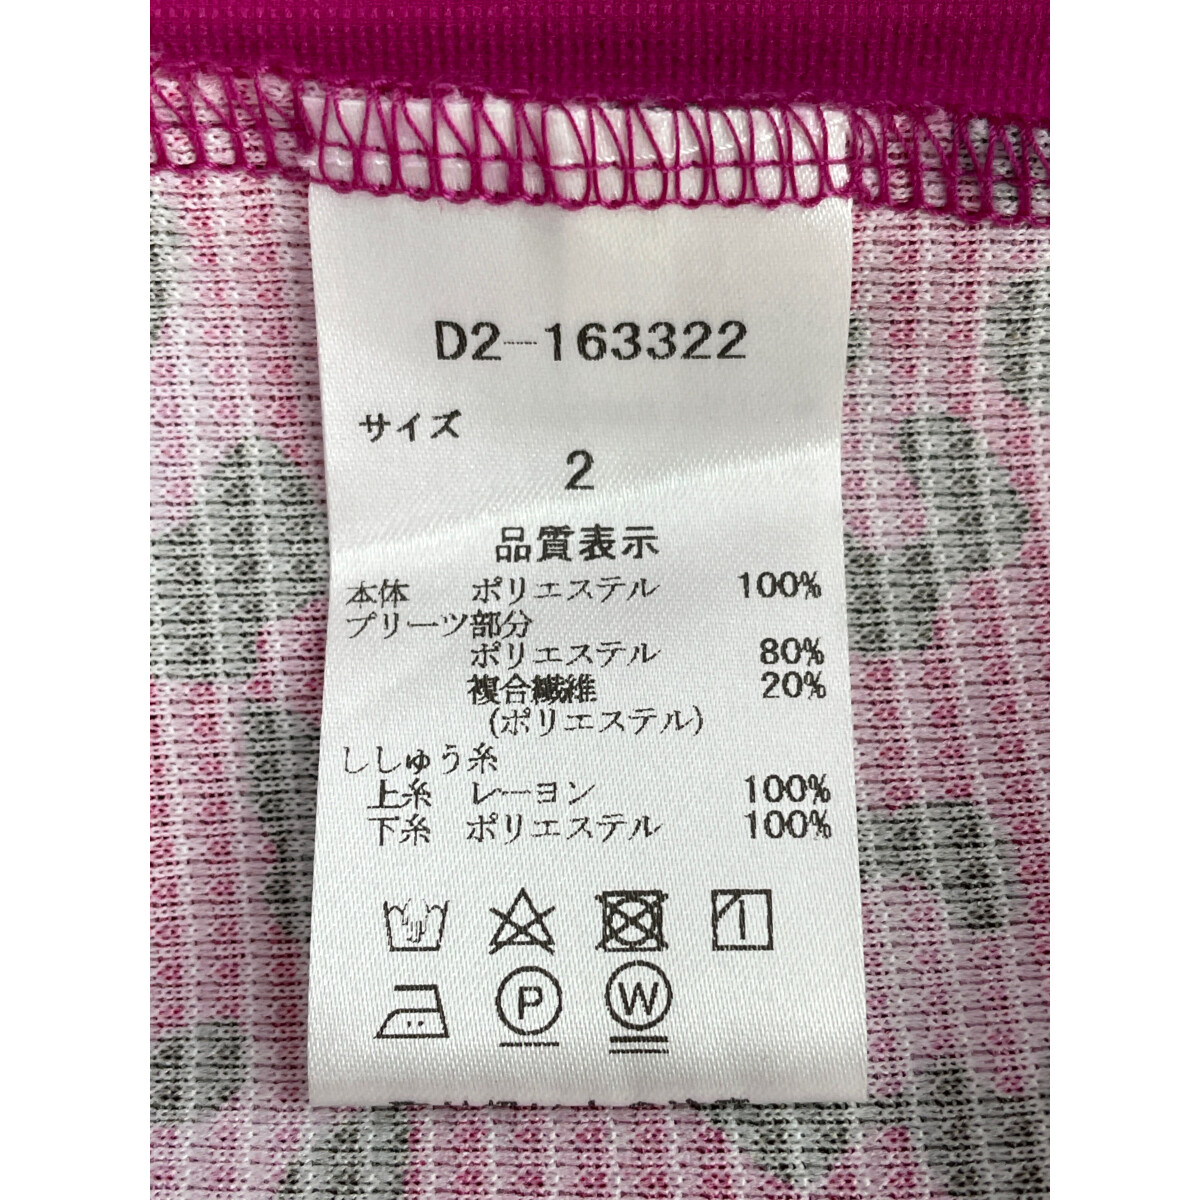 D2-163322
サイズ
2
品質表示
本体 ポリエステル 100%
プリーツ部分
ポリエステル 80%
複合繊維 20%
(ポリエステル)
ししゅう糸
上糸 レーヨン 100%
下糸 ポリエステル 100%
P W